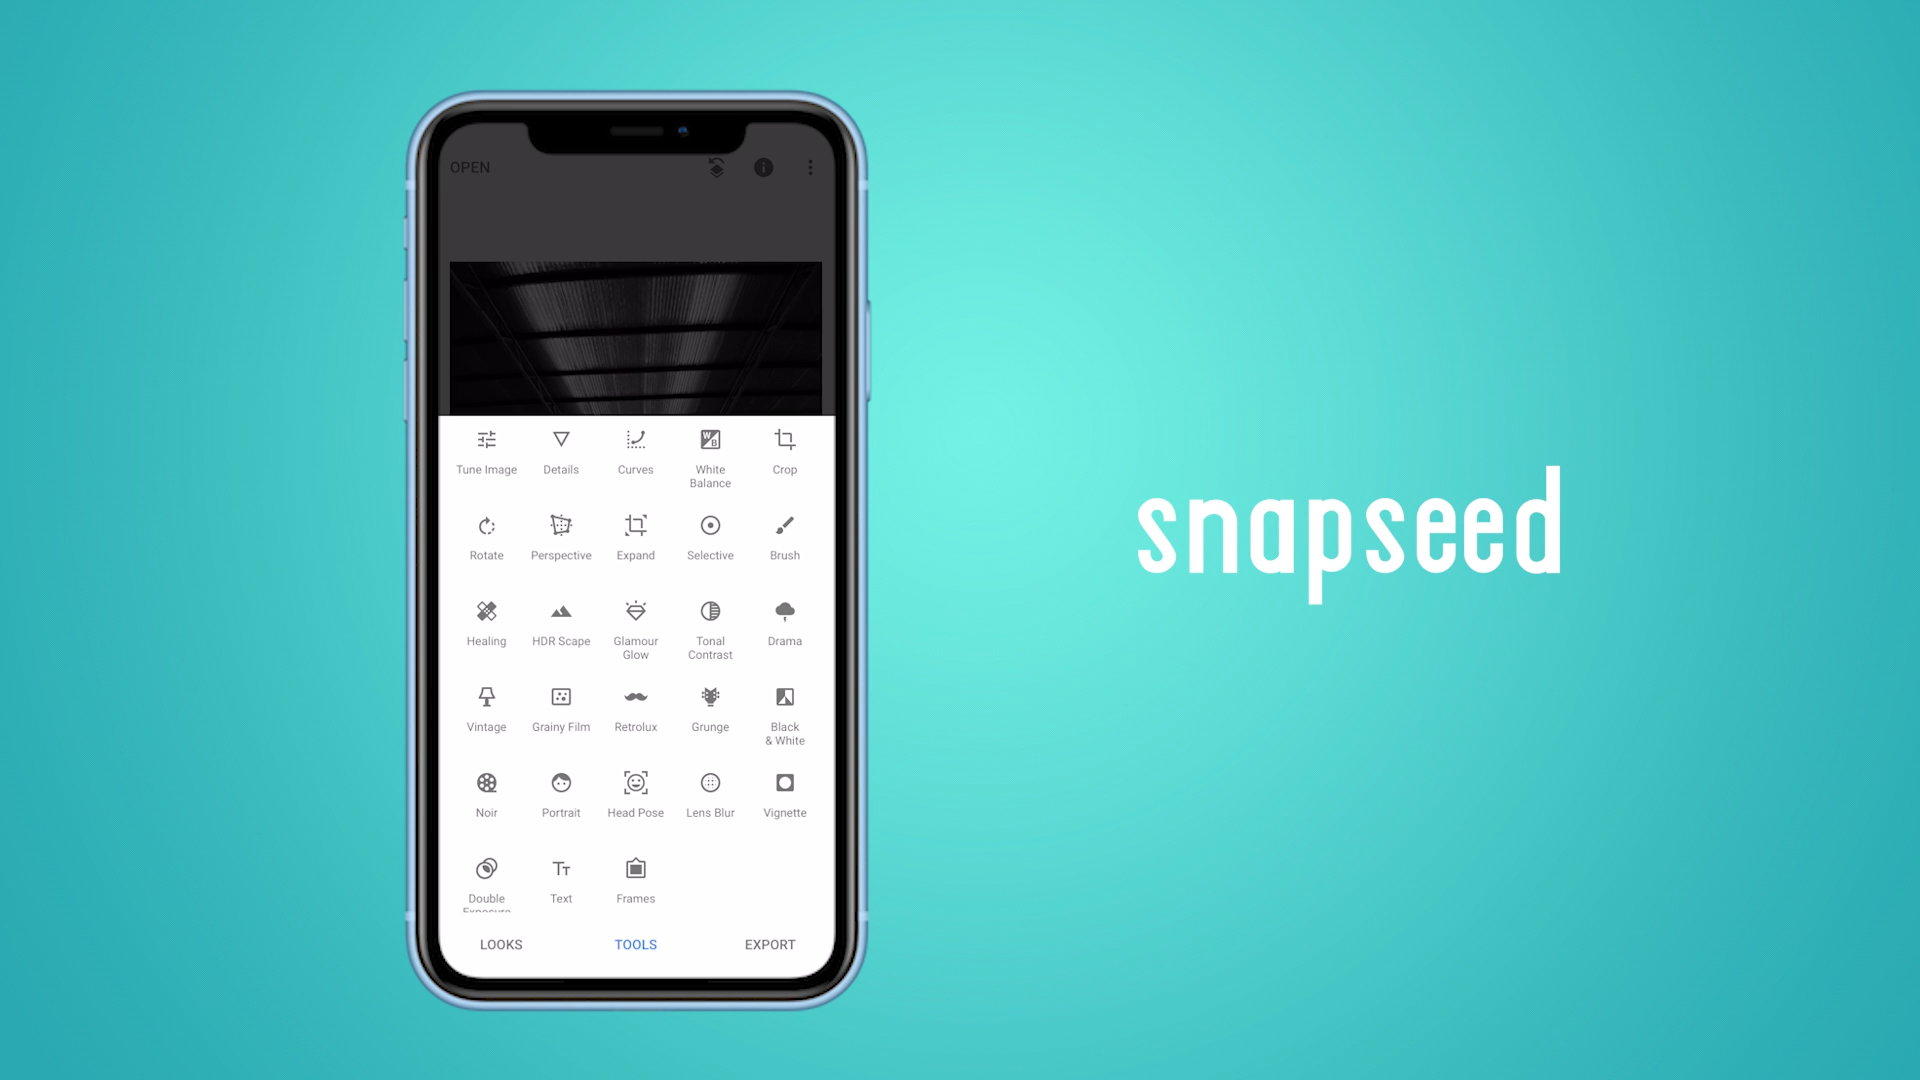 OPEN
Tune Image
Details
Curves
White
Balance
Crop
Rotate
Perspective
Expand
Selective
Brush
Healing
HDR Scape
Glamour
Glow
Tonal
Contrast
Drama
Vintage
Grainy Film
Retrolux
Grunge
Black
& White
Noir
Portrait
Head Pose
Lens Blur
Vignette
Double
Exposure
Text
Frames
LOOKS
TOOLS
EXPORT
snapseed